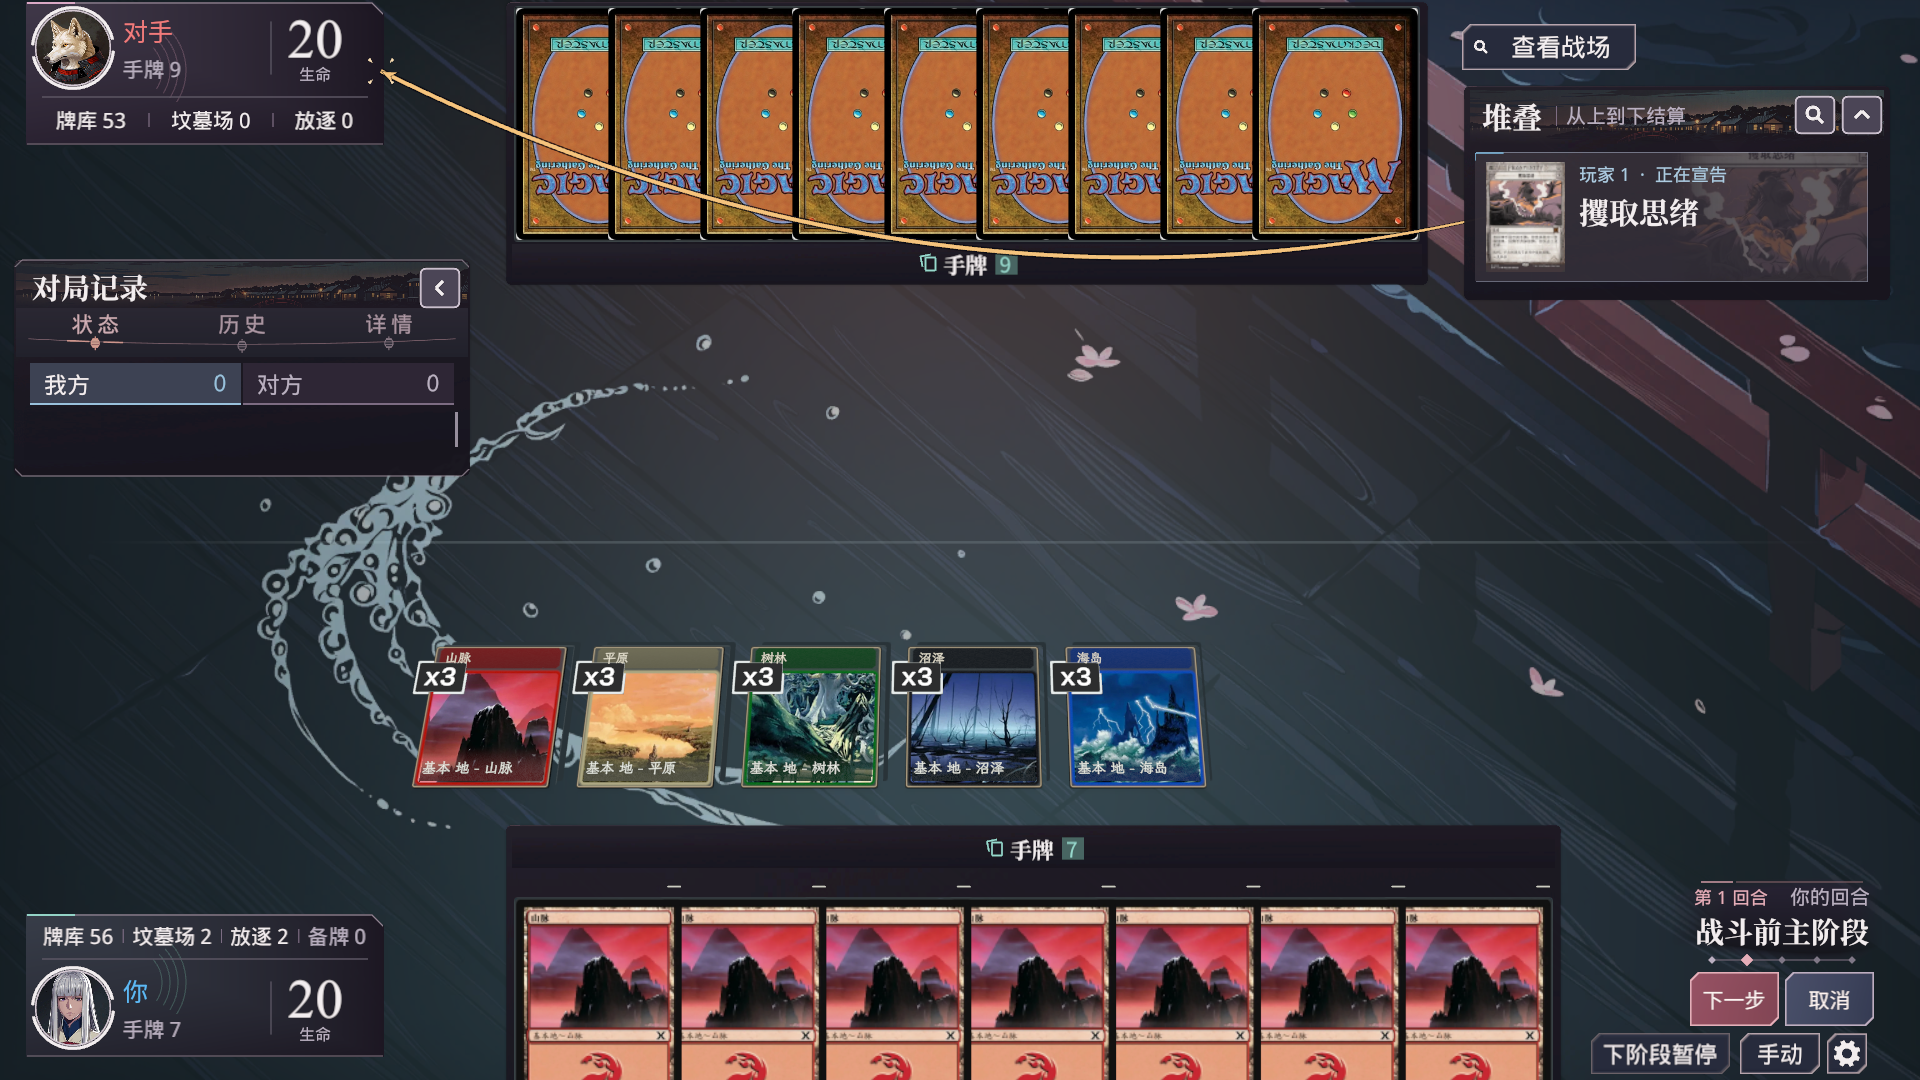 对手
手牌 9
20
生命
牌库 53
坟墓场 0
放逐 0
手牌 9
查看战场
堆叠
从上到下结算
玩家 1 · 正在宣告
攫取思绪
对局记录
状态
历史
详情
我方 0
对方 0
山脉
x3
基本 地 - 山脉
平原
x3
基本 地 - 平原
树林
x3
基本 地 - 树林
沼泽
x3
基本 地 - 沼泽
海岛
x3
基本 地 - 海岛
手牌 7
山脉
基本地～山脉
牌库 56
坟墓场 2
放逐 2
备牌 0
你
手牌 7
20
生命
第 1 回合
你的回合
战斗前主阶段
下一步
取消
下阶段暂停
手动